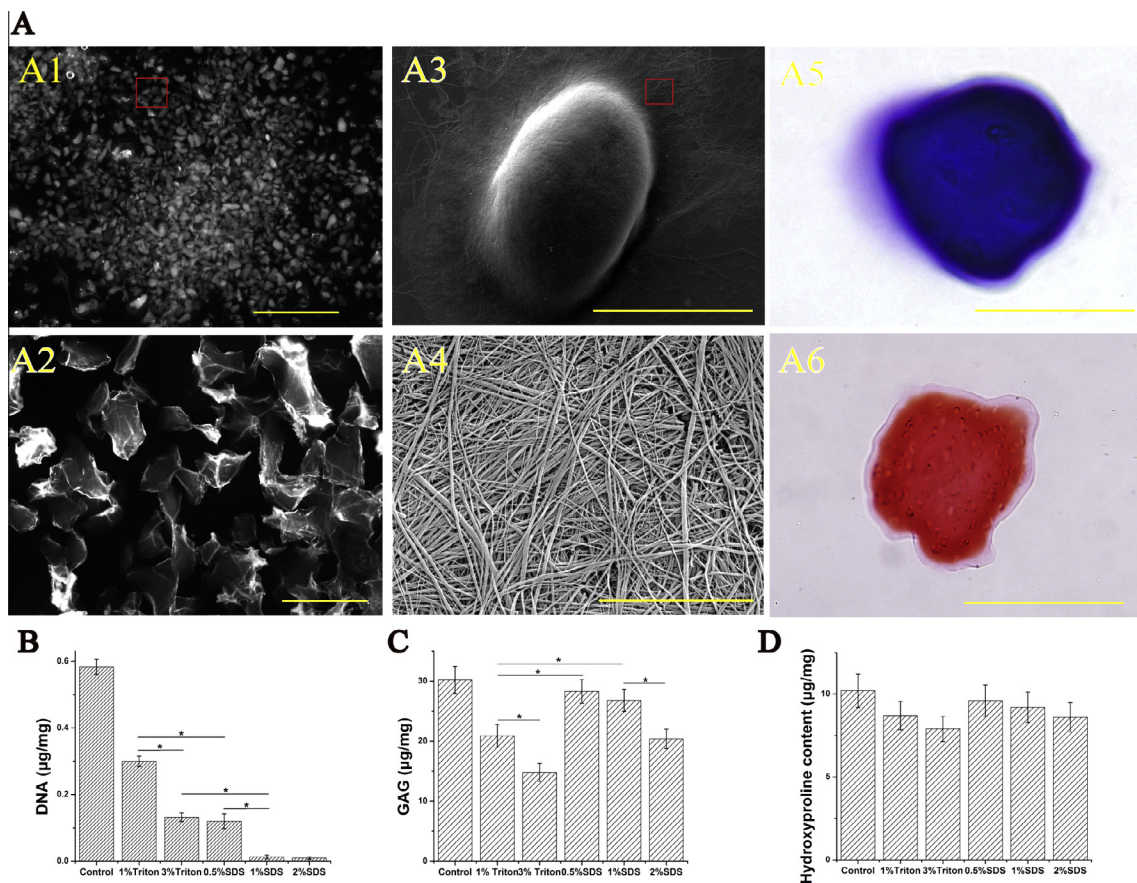 A
A1
A3
A5
A2
A4
A6
B
DNA (µg/mg)
0.6
0.4
0.2
0.0
*
*
*
*
Control 1%Triton 3%Triton 0.5%SDS 1%SDS 2%SDS
C
GAG (µg/mg)
30
20
10
0
*
*
*
*
Control 1% Triton 3% Triton 0.5%SDS 1%SDS 2%SDS
D
Hydroxyproline content (µg/mg)
10
5
0
Control 1%Triton 3%Triton 0.5%SDS 1%SDS 2%SDS